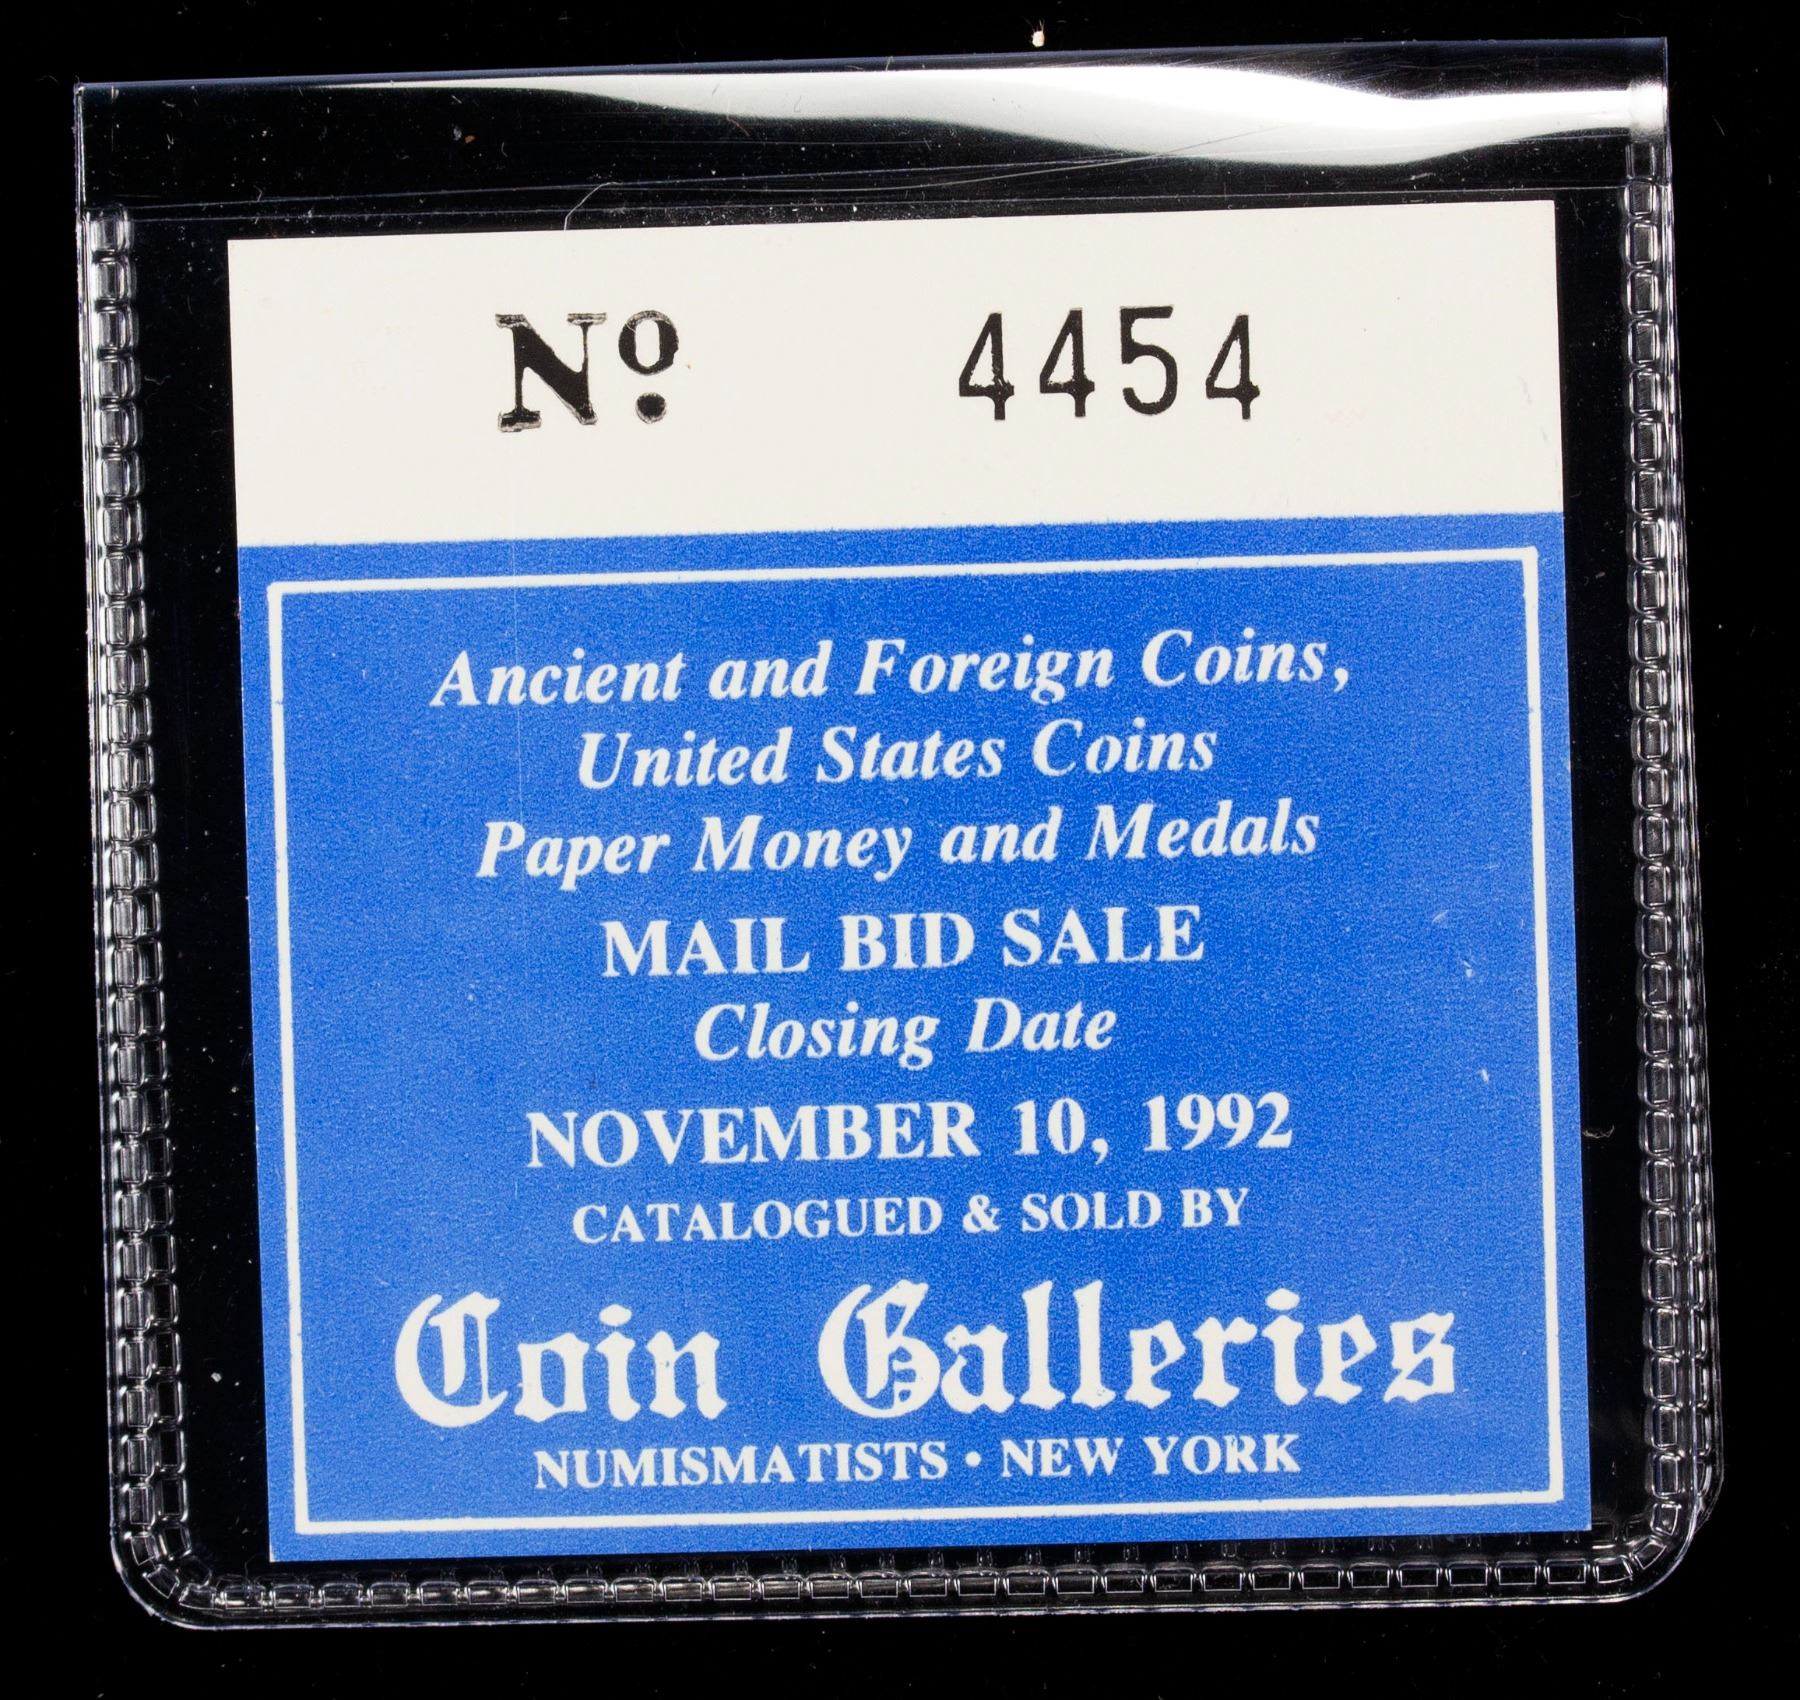 Nº. 4454
Ancient and Foreign Coins,
United States Coins
Paper Money and Medals
MAIL BID SALE
Closing Date
NOVEMBER 10, 1992
CATALOGUED & SOLD BY
Coin Galleries
NUMISMATISTS • NEW YORK